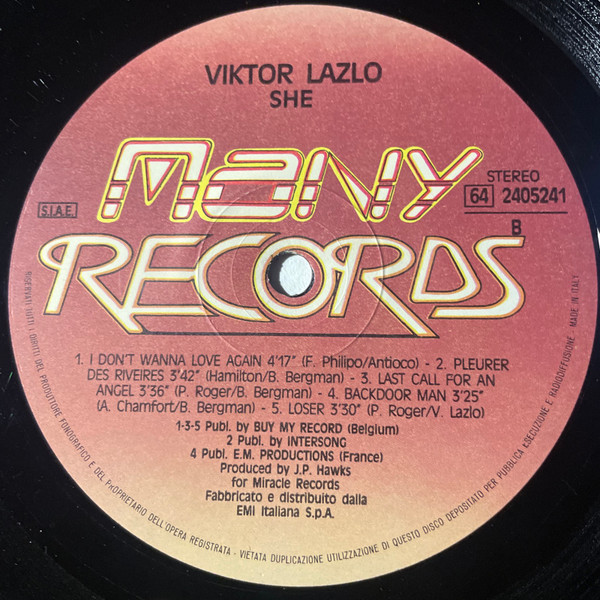 VIKTOR LAZLO
SHE
MANY
RECORDS
S.I.A.E.
STEREO
64 2405241
B
1. I DON'T WANNA LOVE AGAIN 4'17" (F. Philipo/Antioco) - 2. PLEURER
DES RIVEIRES 3'42" (Hamilton/B. Bergman) - 3. LAST CALL FOR AN
ANGEL 3'36" (P. Roger/B. Bergman) - 4. BACKDOOR MAN 3'25"
(A. Chamfort/B. Bergman) - 5. LOSER 3'30" (P. Roger/V. Lazlo)
1-3-5 Publ. by BUY MY RECORD (Belgium)
2 Publ. by INTERSONG
4 Publ. E.M. PRODUCTIONS (France)
Produced by J.P. Hawks
for Miracle Records
Fabbricato e distribuito dalla
EMI Italiana S.p.A.
RISERVATI TUTTI I DIRITTI DEL PRODUTTORE FONOGRAFICO E DEL PROPRIETARIO DELL'OPERA REGISTRATA - VIETATA DUPLICAZIONE UTILIZZAZIONE DI QUESTO DISCO DEPOSITATO PER PUBBLICA ESECUZIONE E RADIODIFFUSIONE. MADE IN ITALY